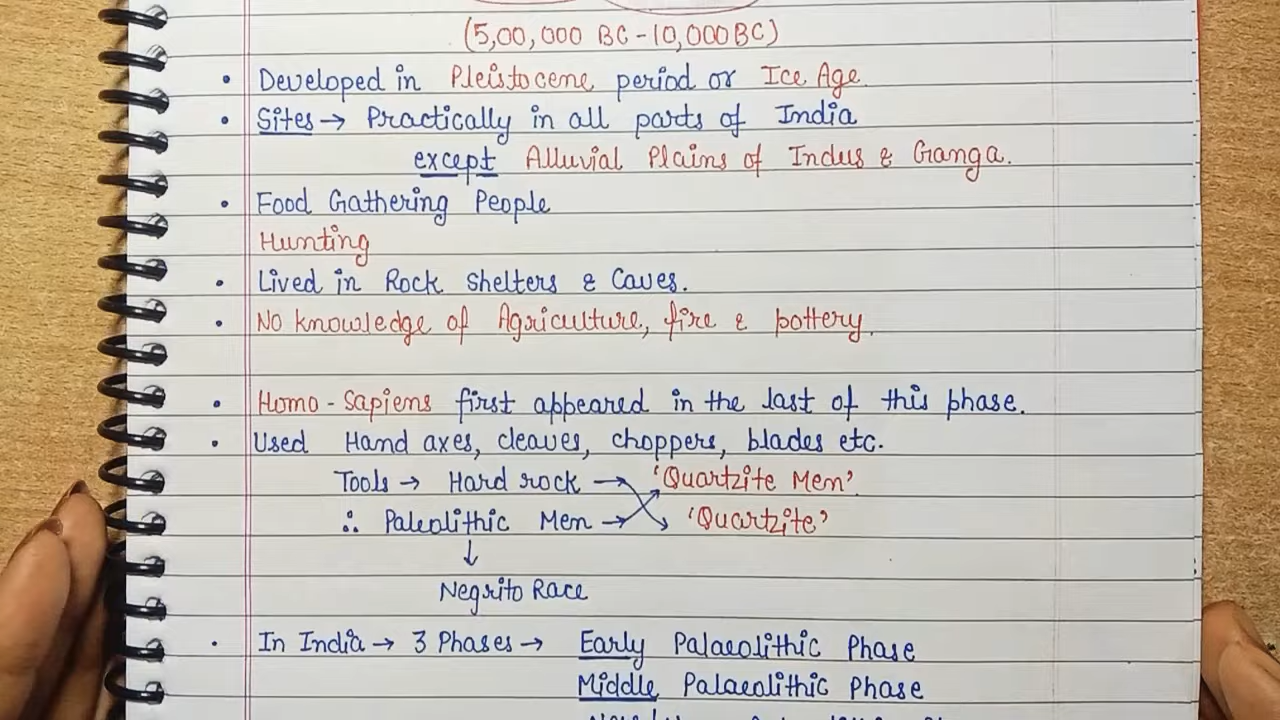 (5,00,000 BC - 10,000 BC)
• Developed in Pleistocene period or Ice Age.
• Sites → Practically in all parts of India
except Alluvial Plains of Indus & Ganga.
• Food Gathering People
Hunting
• Lived in Rock shelters & Caves.
• No knowledge of Agriculture, fire & pottery.
• Homo - Sapiens first appeared in the last of this phase.
• Used Hand axes, cleaves, choppers, blades etc.
Tools → Hard rock → 'Quartzite Men'.
∴ Paleolithic Men → 'Quartzite'
↓
Negrito Race
• In India → 3 Phases → Early Palaeolithic Phase
Middle Palaeolithic Phase